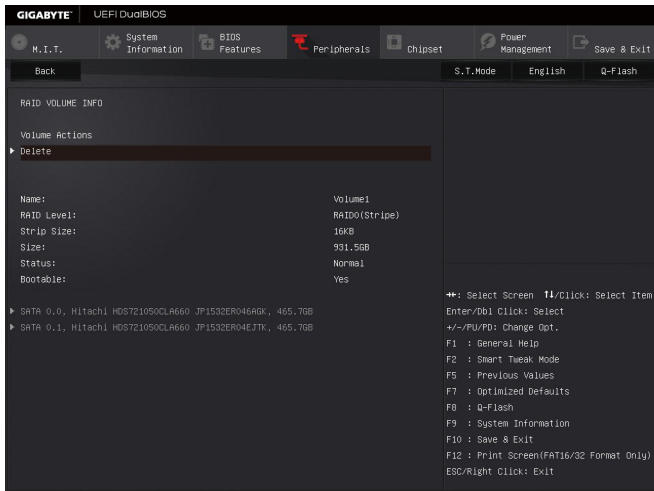 GIGABYTE™ UEFI DualBIOS
M.I.T. System Information BIOS Features Peripherals Chipset Power Management Save & Exit
Back S.T.Mode English Q-Flash
RAID VOLUME INFO
Volume Actions
Delete
Name: Volume1
RAID Level: RAID0(Stripe)
Strip Size: 16KB
Size: 931.5GB
Status: Normal
Bootable: Yes
SATA 0.0, Hitachi HDS721050CLA660 JP1532ER046AGK, 465.7GB
SATA 0.1, Hitachi HDS721050CLA660 JP1532ER04EJTK, 465.7GB
→←: Select Screen ↑↓/Click: Select Item
Enter/Dbl Click: Select
+/-/PU/PD: Change Opt.
F1 : General Help
F2 : Smart Tweak Mode
F5 : Previous Values
F7 : Optimized Defaults
F8 : Q-Flash
F9 : System Information
F10 : Save & Exit
F12 : Print Screen(FAT16/32 Format Only)
ESC/Right Click: Exit